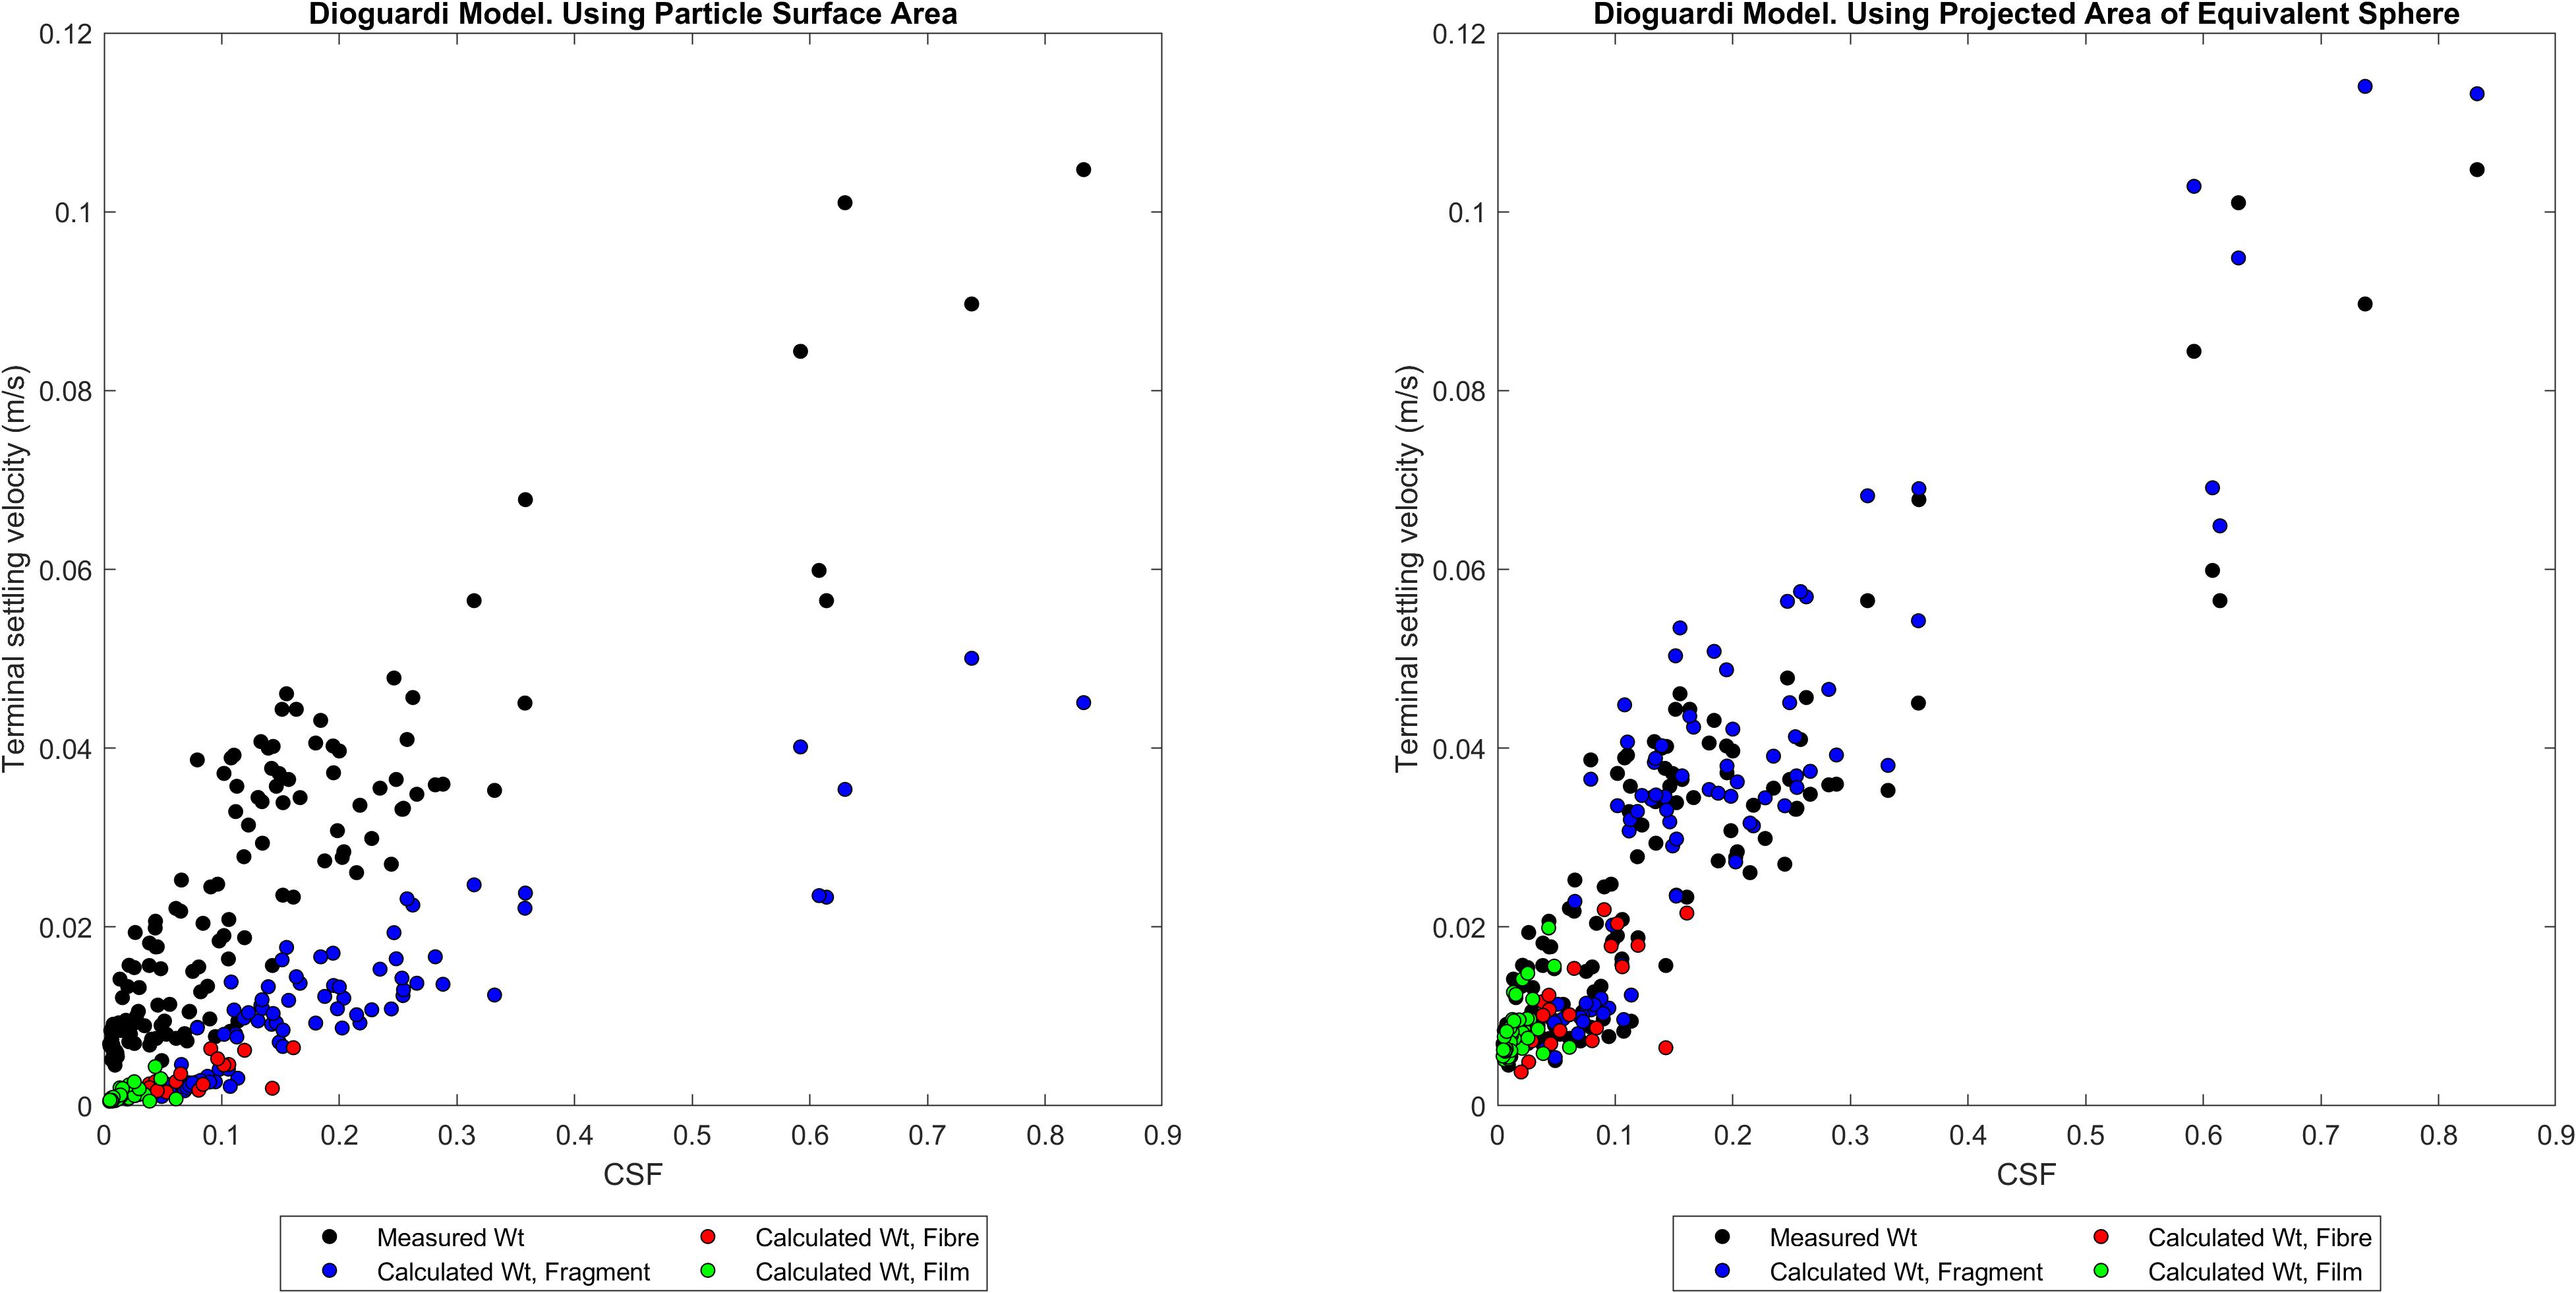 Dioguardi Model. Using Particle Surface Area
0.12
0.1
0.08
0.06
0.04
0.02
0
Terminal settling velocity (m/s)
0 0.1 0.2 0.3 0.4 0.5 0.6 0.7 0.8 0.9
CSF
Measured Wt
Calculated Wt, Fragment
Calculated Wt, Fibre
Calculated Wt, Film
Dioguardi Model. Using Projected Area of Equivalent Sphere
0.12
0.1
0.08
0.06
0.04
0.02
0
Terminal settling velocity (m/s)
0 0.1 0.2 0.3 0.4 0.5 0.6 0.7 0.8 0.9
CSF
Measured Wt
Calculated Wt, Fragment
Calculated Wt, Fibre
Calculated Wt, Film